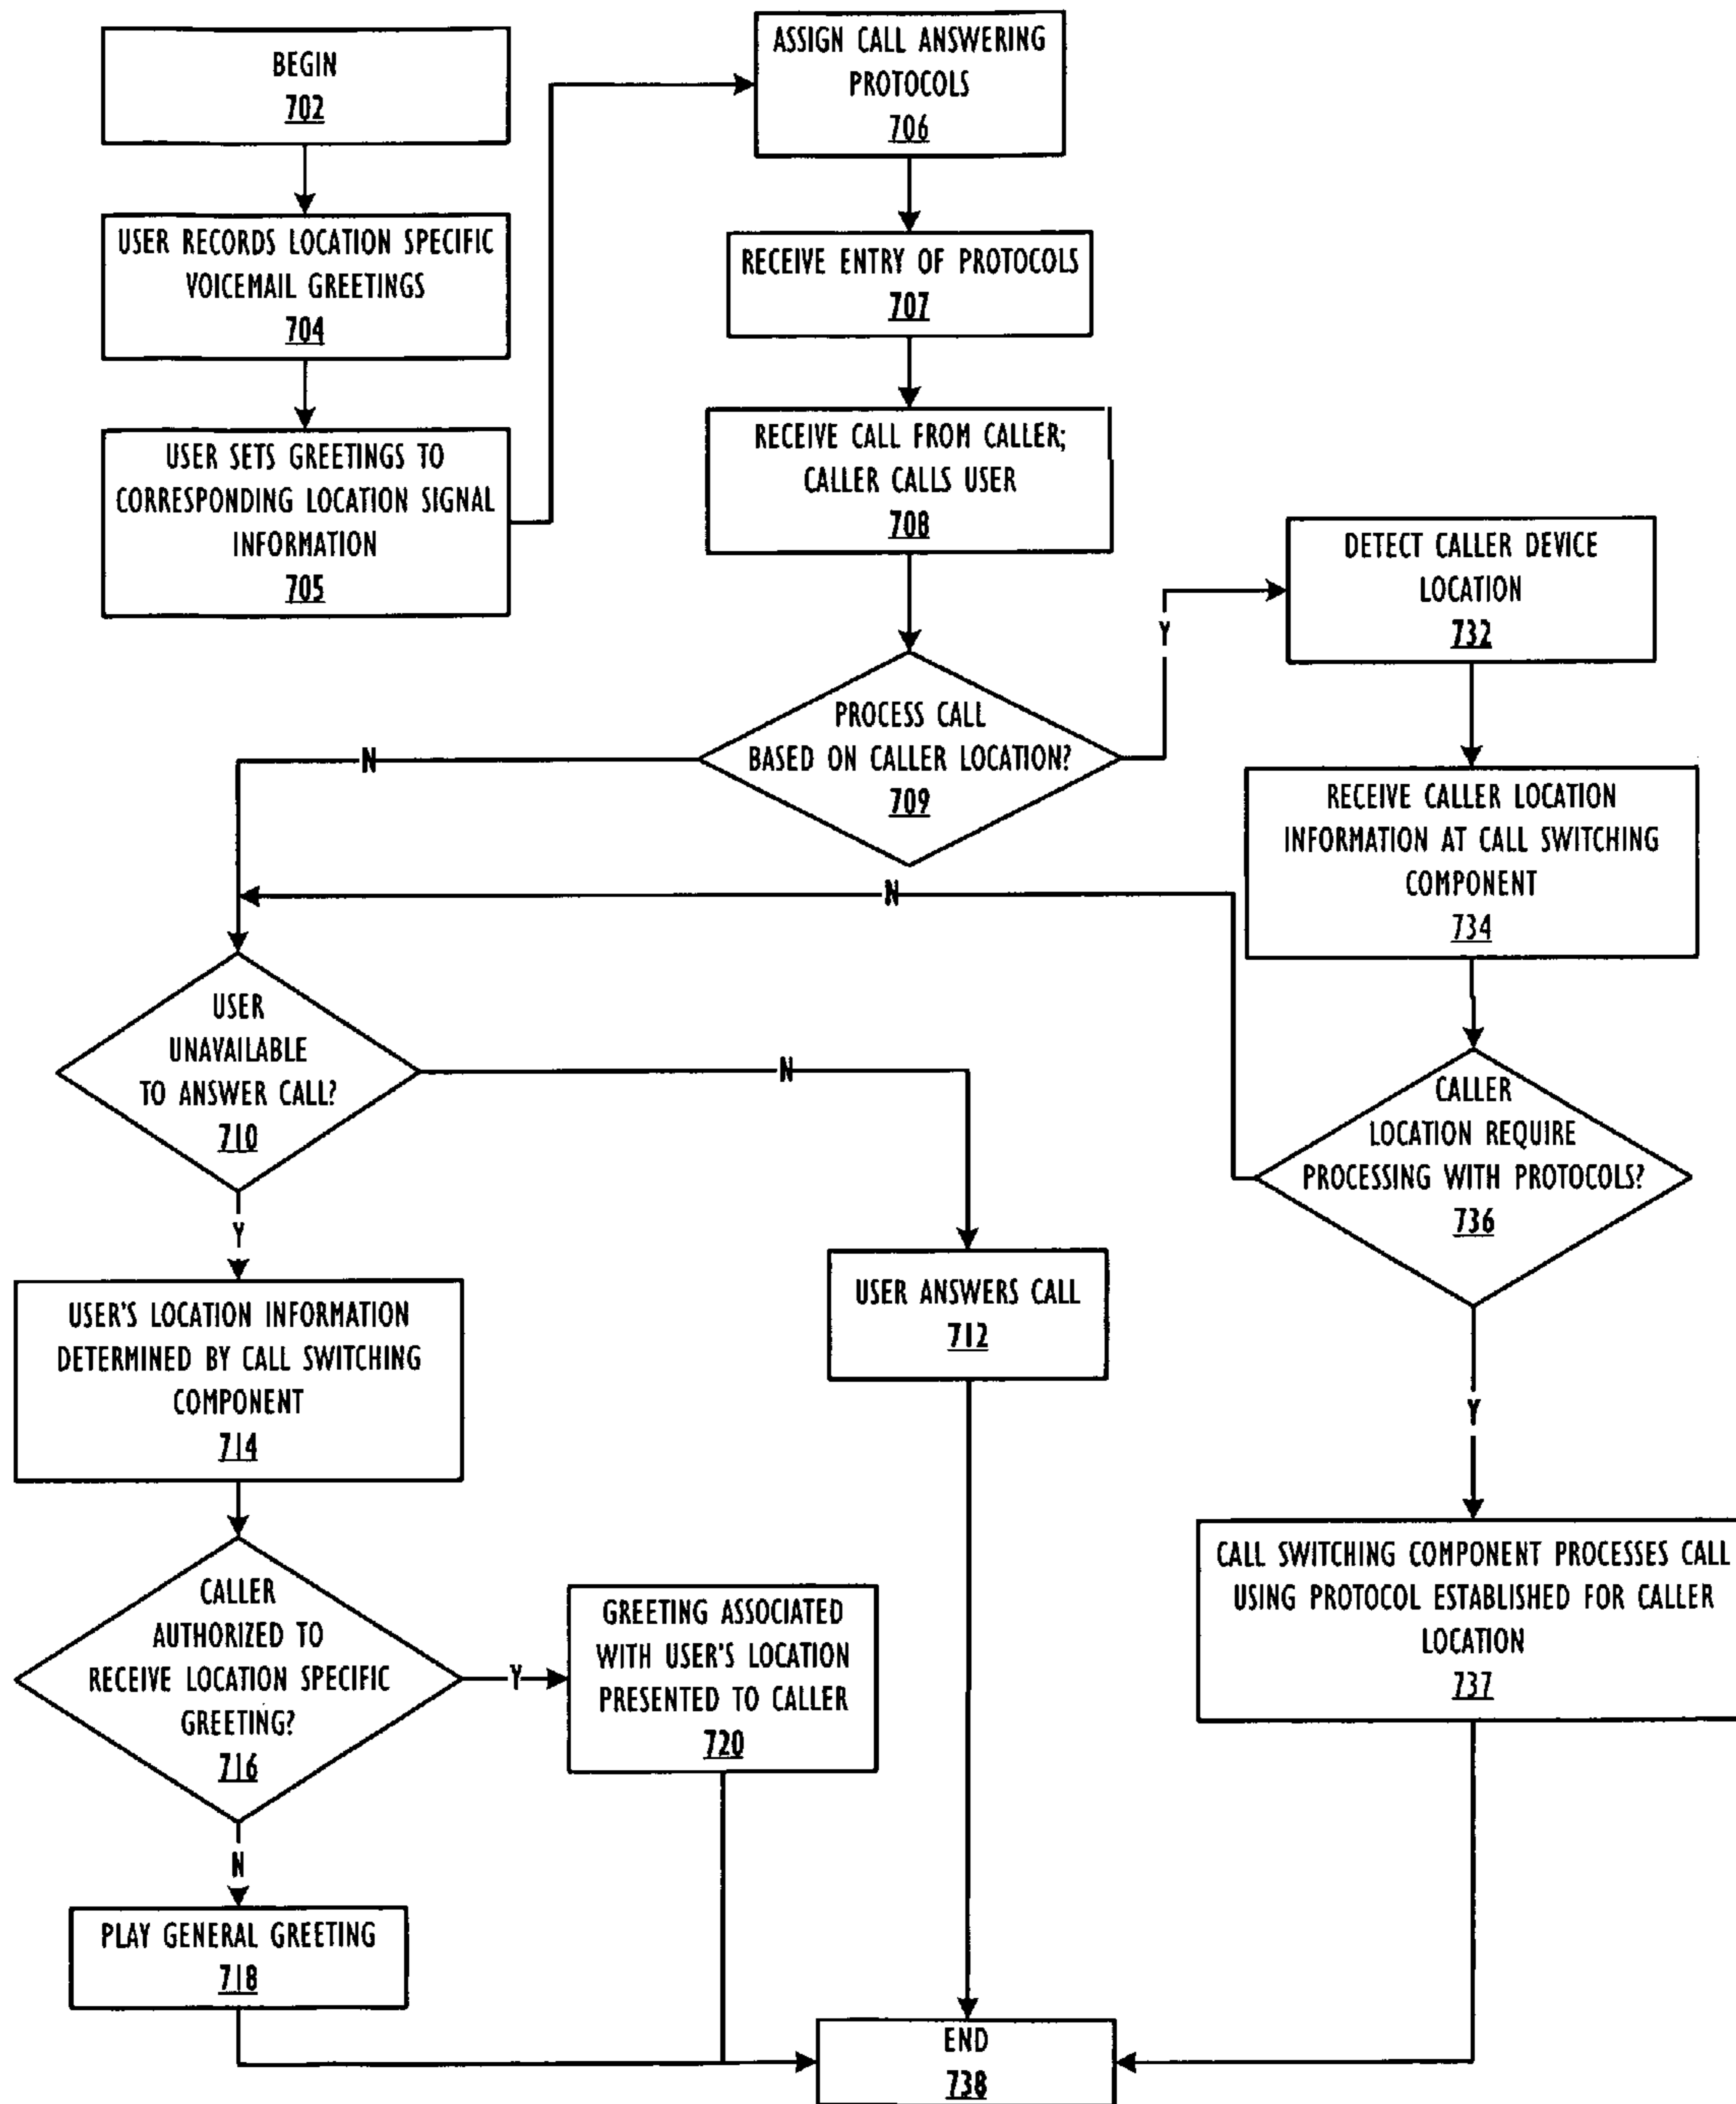 BEGIN
702
USER RECORDS LOCATION SPECIFIC
VOICEMAIL GREETINGS
704
USER SETS GREETINGS TO
CORRESPONDING LOCATION SIGNAL
INFORMATION
705
ASSIGN CALL ANSWERING
PROTOCOLS
706
RECEIVE ENTRY OF PROTOCOLS
707
RECEIVE CALL FROM CALLER;
CALLER CALLS USER
708
PROCESS CALL
BASED ON CALLER LOCATION?
709
Y
N
DETECT CALLER DEVICE
LOCATION
732
RECEIVE CALLER LOCATION
INFORMATION AT CALL SWITCHING
COMPONENT
734
CALLER
LOCATION REQUIRE
PROCESSING WITH PROTOCOLS?
736
N
Y
CALL SWITCHING COMPONENT PROCESSES CALL
USING PROTOCOL ESTABLISHED FOR CALLER
LOCATION
737
USER
UNAVAILABLE
TO ANSWER CALL?
710
N
Y
USER ANSWERS CALL
712
USER'S LOCATION INFORMATION
DETERMINED BY CALL SWITCHING
COMPONENT
714
CALLER
AUTHORIZED TO
RECEIVE LOCATION SPECIFIC
GREETING?
716
Y
N
GREETING ASSOCIATED
WITH USER'S LOCATION
PRESENTED TO CALLER
720
PLAY GENERAL GREETING
718
END
738